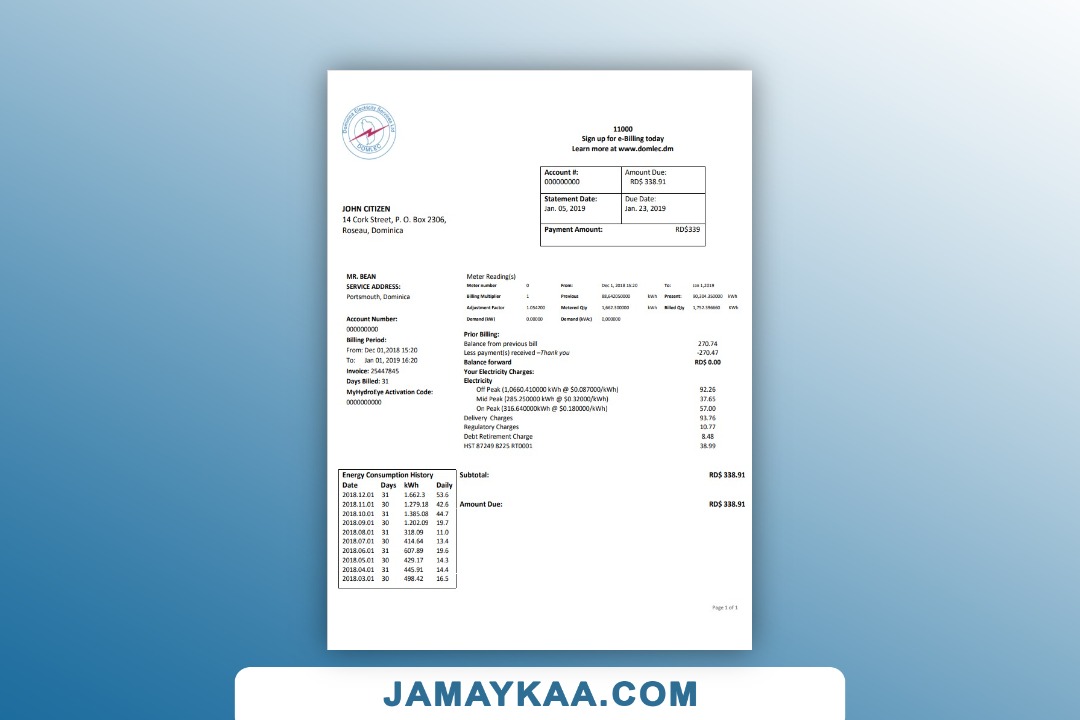 Dominica Electricity Services Ltd
DOMLEC
11000
Sign up for e-Billing today
Learn more at www.domlec.dm
Account #: Amount Due:
000000000 RD$ 338.91
Statement Date: Due Date:
Jan. 05, 2019 Jan. 23, 2019
Payment Amount: RD$339
JOHN CITIZEN
14 Cork Street, P. O. Box 2306,
Roseau, Dominica
MR. BEAN
SERVICE ADDRESS:
Portsmouth, Dominica
Account Number:
000000000
Billing Period:
From: Dec 01,2018 15:20
To: Jan 01, 2019 16:20
Invoice: 25447845
Days Billed: 31
MyHydroEye Activation Code:
0000000000
Meter Reading(s)
Meter number 0 From: Dec 1, 2018 15:20 To: Jan 1,2019
Billing Multiplier 1 Previous 88,642050000 kWh Present: 90,304.350000 kWh
Adjustment Factor 1.054200 Metered Qty 1,662.300000 kWh Billed Qty 1,752.396660 kWh
Demand (kW) 0.00000 Demand (kVA:) 0.000000
Prior Billing:
Balance from previous bill 270.74
Less payment(s) received –Thank you -270.47
Balance forward RD$ 0.00
Your Electricity Charges:
Electricity
Off Peak (1,0660.410000 kWh @ $0.087000/kWh) 92.26
Mid Peak (285.250000 kWh @ $0.32000/kWh) 37.65
On Peak (316.640000kWh @ $0.180000/kWh) 57.00
Delivery Charges 93.76
Regulatory Charges 10.77
Debt Retirement Charge 8.48
HST 87249 8225 RT0001 38.99
Energy Consumption History
Date Days kWh Daily
2018.12.01 31 1.662.3 53.6
2018.11.01 30 1.279.18 42.6
2018.10.01 31 1.385.08 44.7
2018.09.01 30 1.202.09 19.7
2018.08.01 31 318.09 11.0
2018.07.01 30 414.64 13.4
2018.06.01 31 607.89 19.6
2018.05.01 30 429.17 14.3
2018.04.01 31 445.91 14.4
2018.03.01 30 498.42 16.5
Subtotal: RD$ 338.91
Amount Due: RD$ 338.91
Page 1 of 1
JAMAYKAA.COM